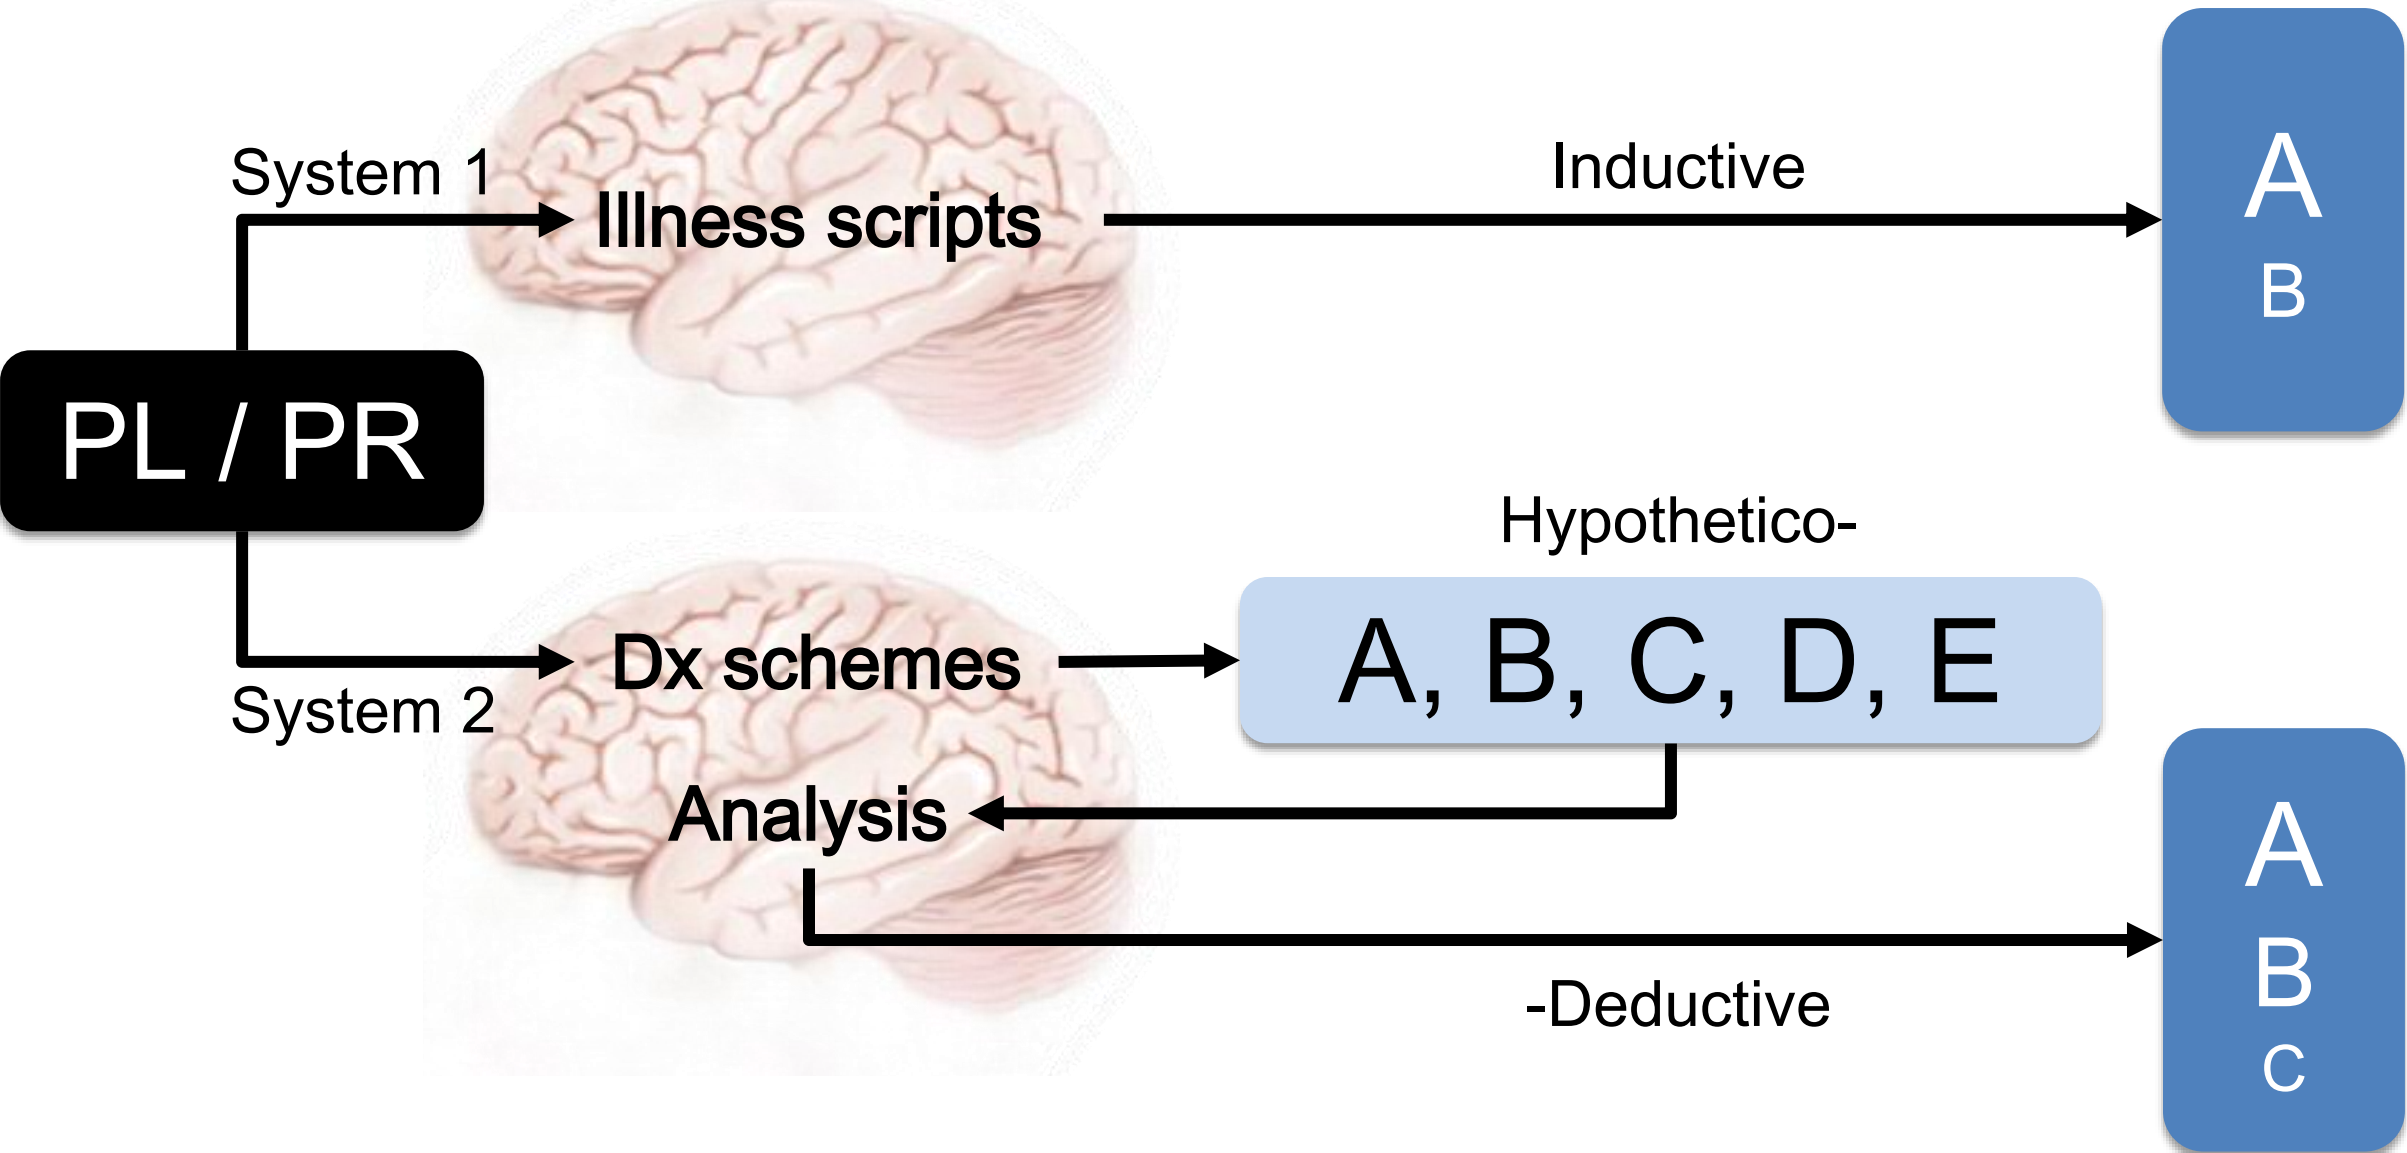 System 1
Illness scripts
Inductive
A
B
PL / PR
Hypothetico-
System 2
Dx schemes
A, B, C, D, E
Analysis
-Deductive
A
B
C